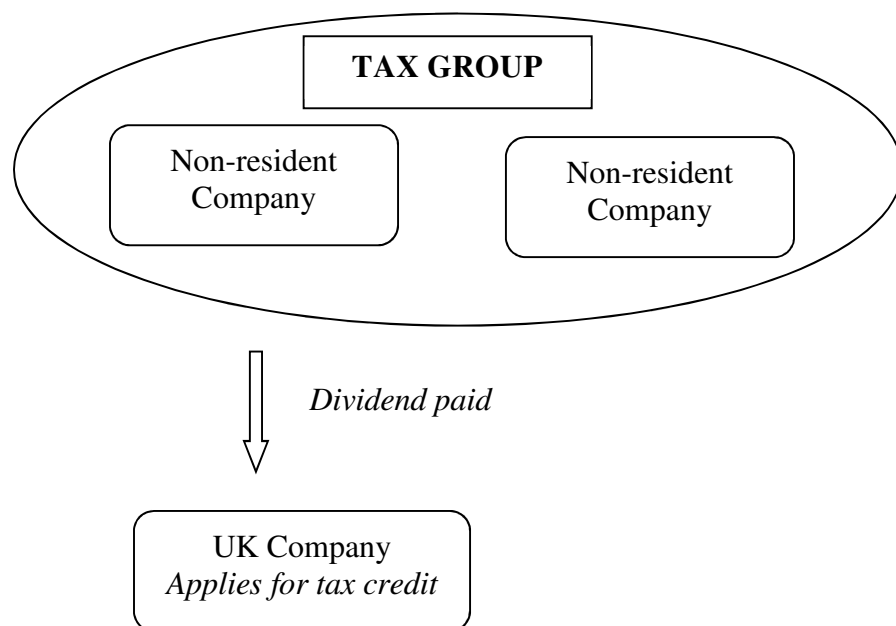 TAX GROUP
Non-resident
Company
Non-resident
Company
Dividend paid
UK Company
Applies for tax credit